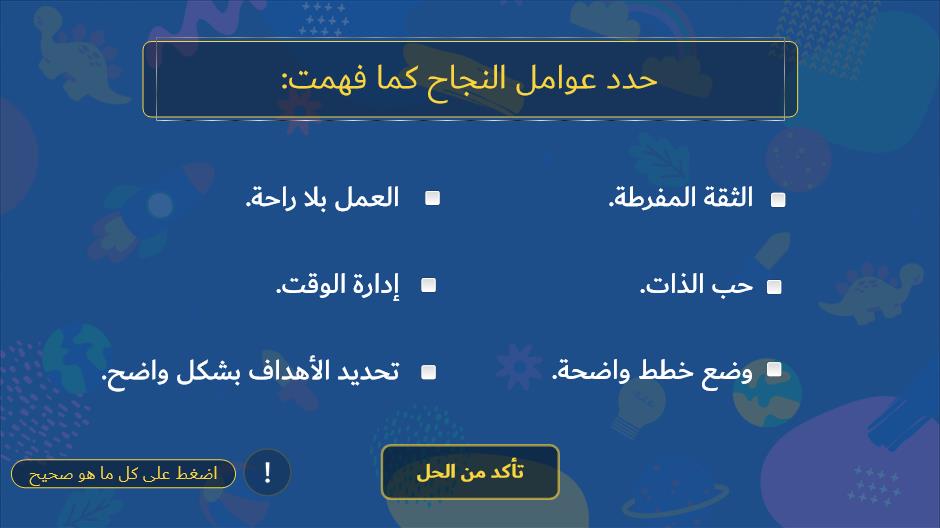 حدد عوامل النجاح كما فهمت:
الثقة المفرطة.
العمل بلا راحة.
حب الذات.
إدارة الوقت.
وضع خطط واضحة.
تحديد الأهداف بشكل واضح.
تأكد من الحل
!
اضغط على كل ما هو صحيح